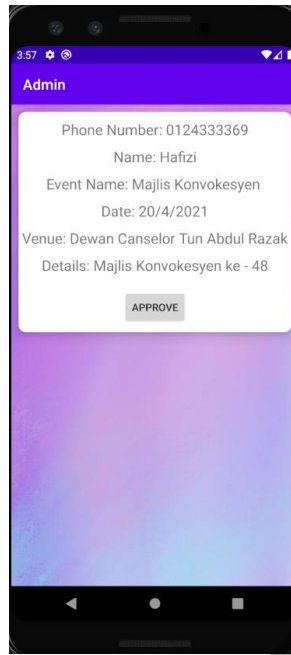 3:57
Admin
Phone Number: 0124333369
Name: Hafizi
Event Name: Majlis Konvokesyen
Date: 20/4/2021
Venue: Dewan Canselor Tun Abdul Razak
Details: Majlis Konvokesyen ke - 48
APPROVE